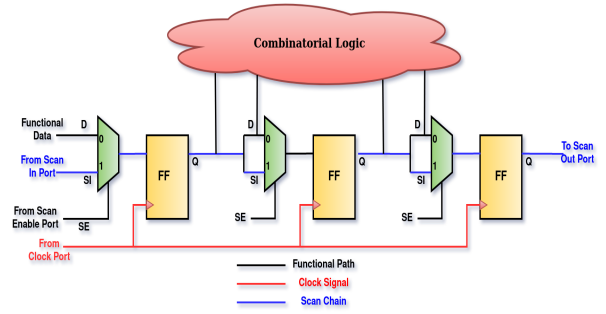 Combinatorial Logic
Functional
Data
D
0
1
SI
From Scan
In Port
From Scan
Enable Port
SE
From
Clock Port
FF
Q
D
0
1
SI
SE
FF
Q
D
0
1
SI
SE
FF
Q
To Scan
Out Port
Functional Path
Clock Signal
Scan Chain